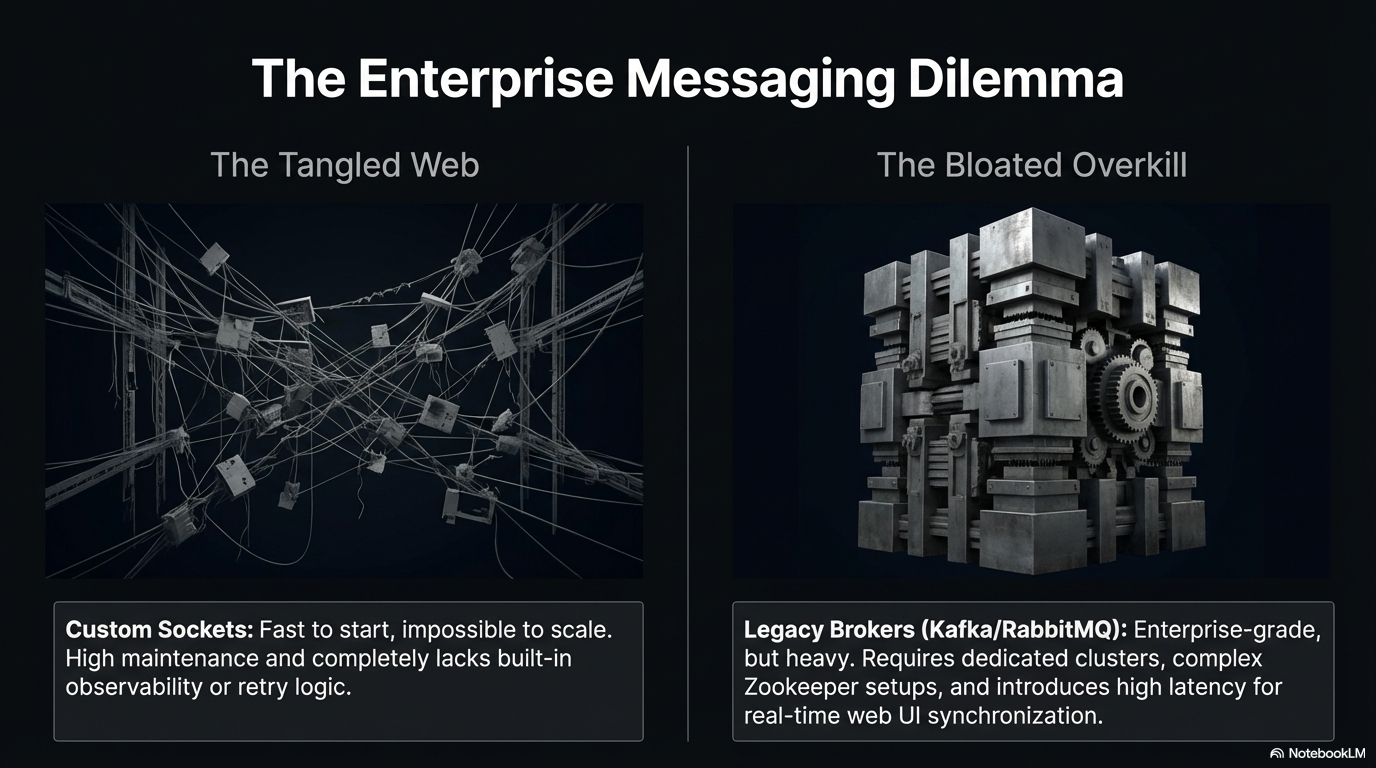 The Enterprise Messaging Dilemma
The Tangled Web
Custom Sockets: Fast to start, impossible to scale.
High maintenance and completely lacks built-in
observability or retry logic.
The Bloated Overkill
Legacy Brokers (Kafka/RabbitMQ): Enterprise-grade,
but heavy. Requires dedicated clusters, complex
Zookeeper setups, and introduces high latency for
real-time web UI synchronization.
NotebookLM